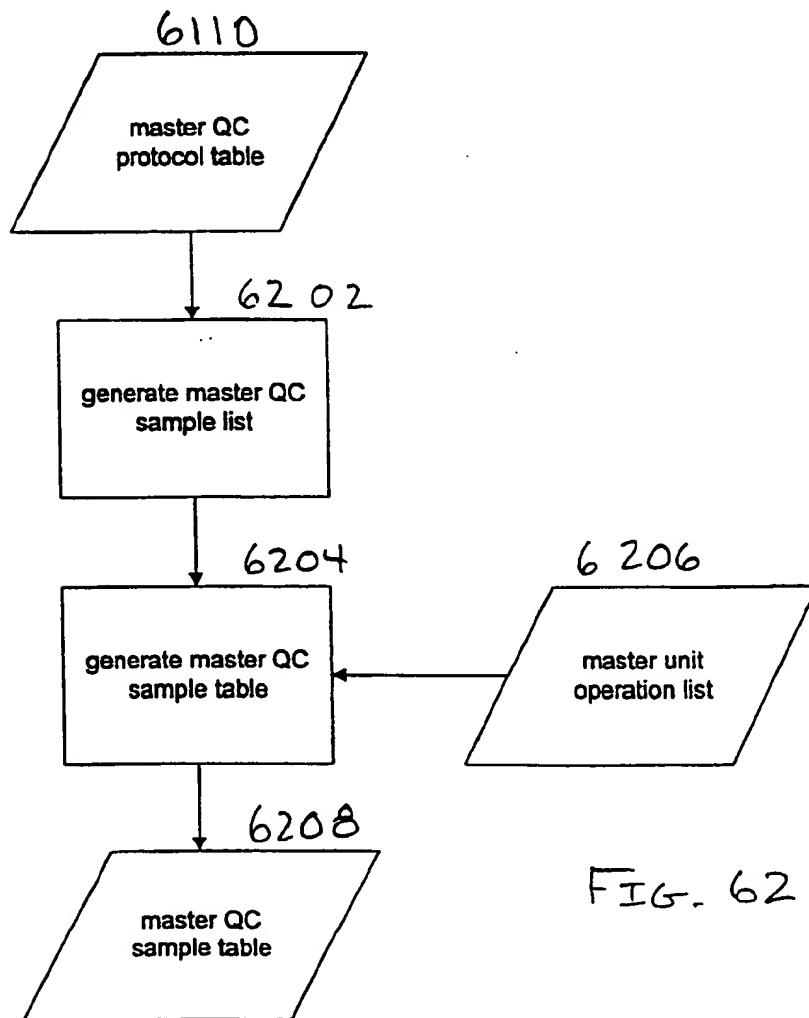 6110
master QC
protocol table
6202
generate master QC
sample list
6204
generate master QC
sample table
6206
master unit
operation list
6208
master QC
sample table
FIG. 62